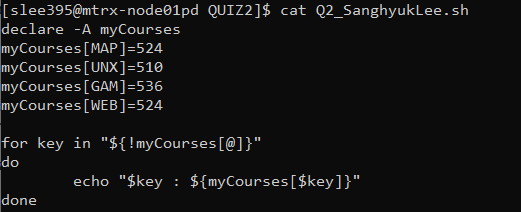 [slee395@mtrx-node01pd QUIZ2]$ cat Q2_SanghyukLee.sh
declare -A myCourses
myCourses[MAP]=524
myCourses[UNX]=510
myCourses[GAM]=536
myCourses[WEB]=524

for key in "${!myCourses[@]}"
do
        echo "$key : ${myCourses[$key]}"
done